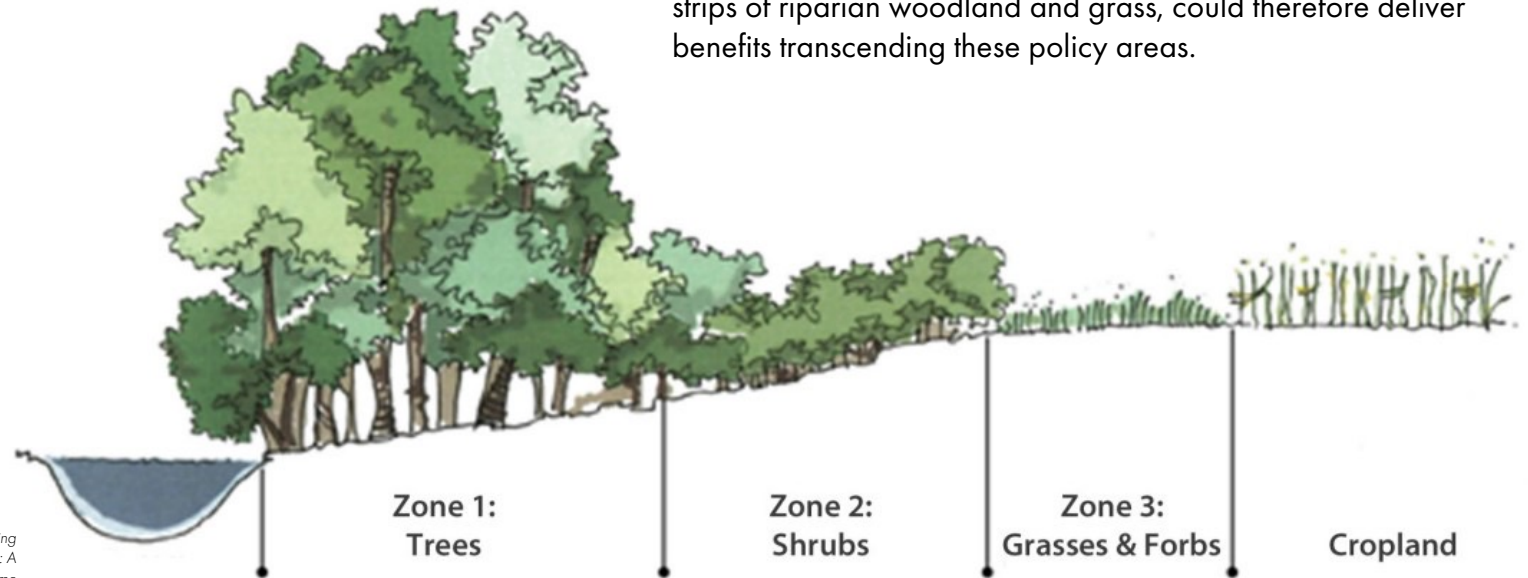 strips of riparian woodland and grass, could therefore deliver
benefits transcending these policy areas.
Zone 1:
Trees
Zone 2:
Shrubs
Zone 3:
Grasses & Forbs
Cropland
: A